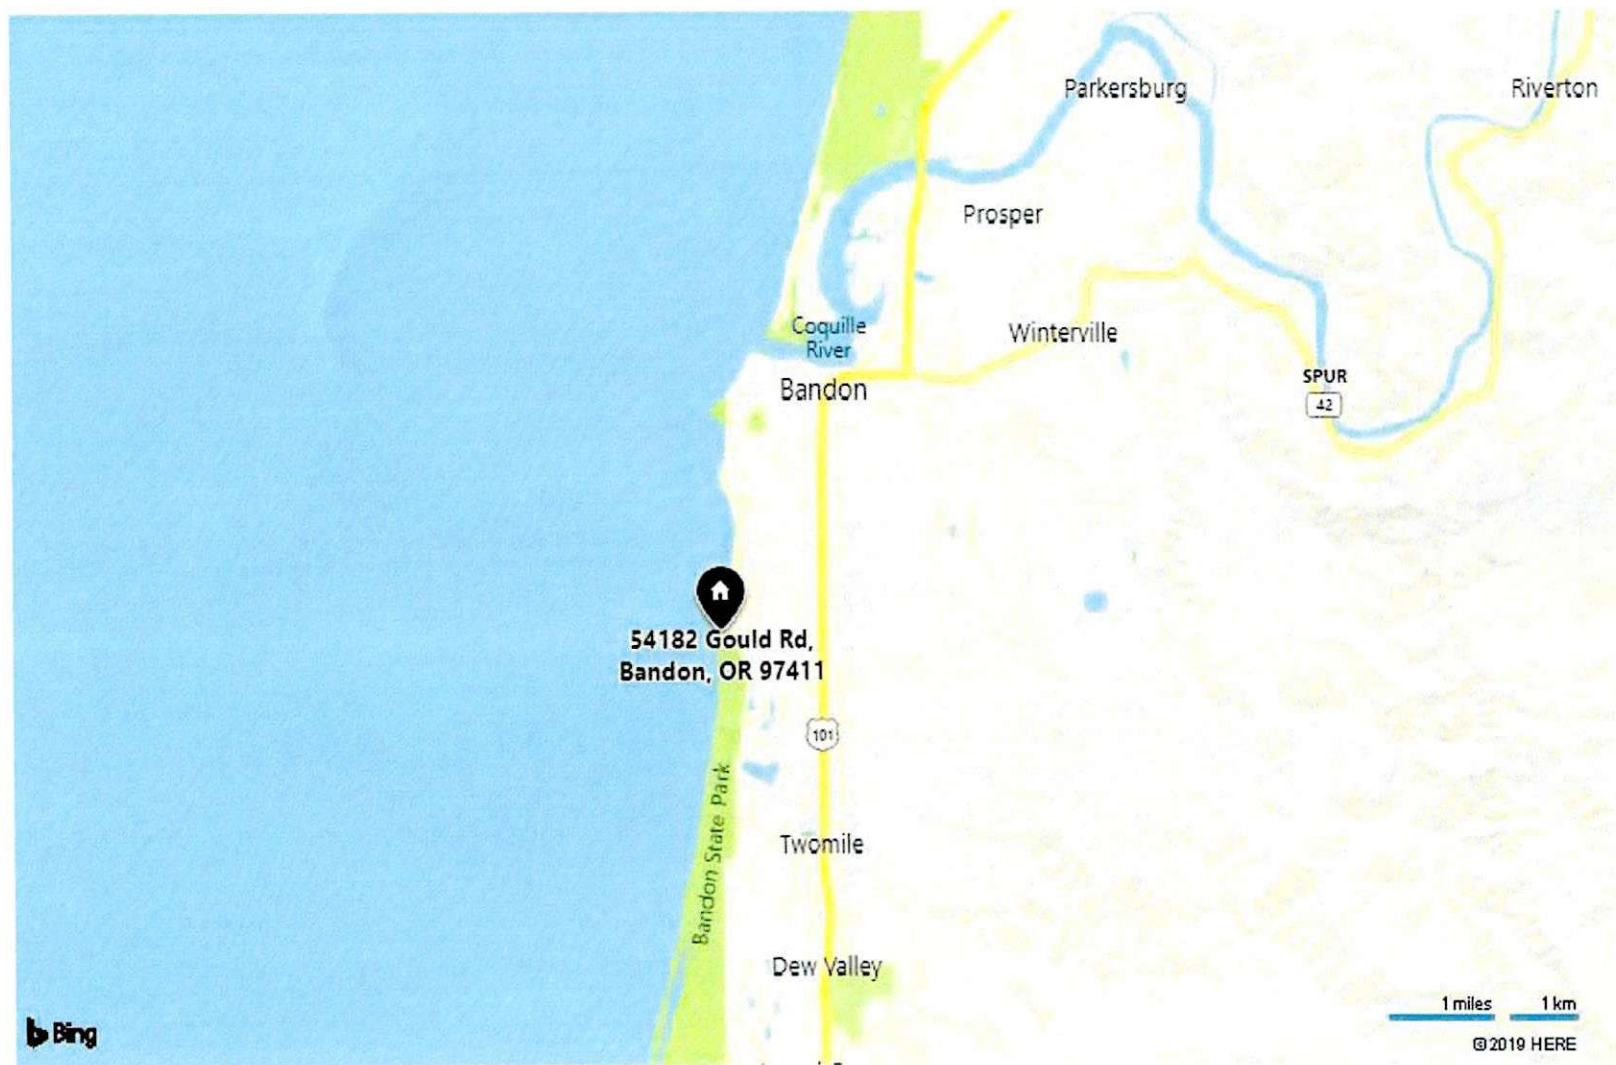 Parkersburg
Riverton
Prosper
Coquille
River
Winterville
Bandon
SPUR
42
54182 Gould Rd,
Bandon, OR 97411
101
Bandon State Park
Twomile
Dew Valley
1 miles
1 km
Bing
© 2019 HERE